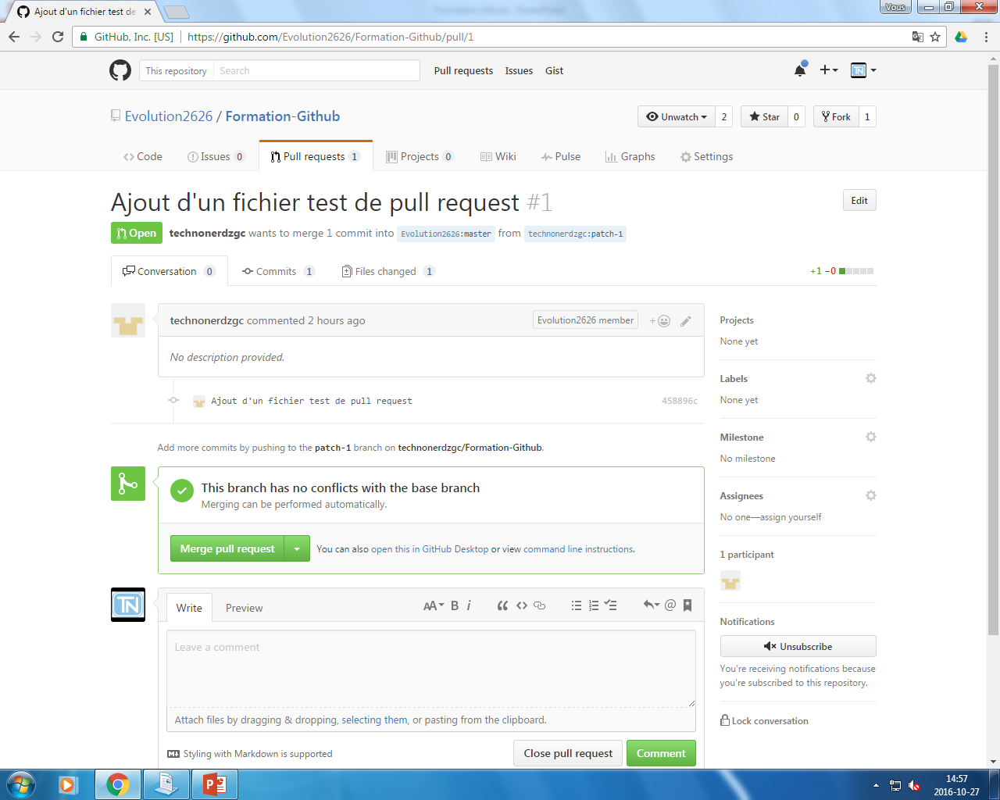 Ajout d'un fichier test de
Vous
GitHub, Inc. [US] https://github.com/Evolution2626/Formation-Github/pull/1
This repository Search Pull requests Issues Gist
Evolution2626 / Formation-Github Unwatch 2 Star 0 Fork 1
Code Issues 0 Pull requests 1 Projects 0 Wiki Pulse Graphs Settings
Ajout d'un fichier test de pull request #1 Edit
Open technonerdzgc wants to merge 1 commit into Evolution2626:master from technonerdzgc:patch-1
Conversation 0 Commits 1 Files changed 1 +1 −0
technonerdzgc commented 2 hours ago Evolution2626 member
No description provided.
Ajout d'un fichier test de pull request 458896c
Add more commits by pushing to the patch-1 branch on technonerdzgc/Formation-Github.
This branch has no conflicts with the base branch
Merging can be performed automatically.
Merge pull request You can also open this in GitHub Desktop or view command line instructions.
Write Preview AA B i
Leave a comment
Attach files by dragging & dropping, selecting them, or pasting from the clipboard.
Styling with Markdown is supported Close pull request Comment
Projects
None yet
Labels
None yet
Milestone
No milestone
Assignees
No one—assign yourself
1 participant
Notifications
Unsubscribe
You're receiving notifications because
you're subscribed to this repository.
Lock conversation
14:57
2016-10-27